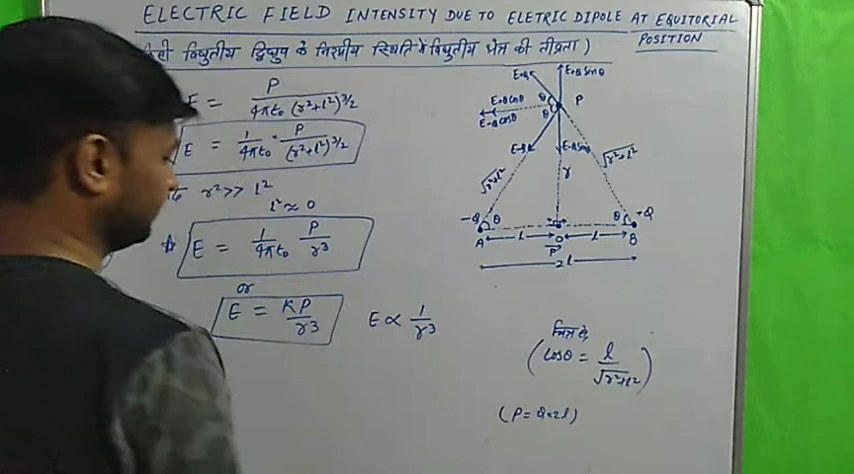 ELECTRIC FIELD INTENSITY DUE TO ELETRIC DIPOLE AT EQUITORIAL POSITION
विधुतीय द्विध्रुव के निरक्षीय स्थिति में विधुतीय क्षेत्र की तीव्रता )
E = P / 4πε₀ (r²+l²)^3/2
E = 1/4πε₀ · P / (r²+l²)^3/2
r² >> l²
l² ≈ 0
E = 1/4πε₀ P/r³
or
E = KP/r³
E ∝ 1/r³
E+Q
E+Q sinθ
E+Q cosθ
θ
P
E-Q cosθ
θ
E-Q
E-Q sinθ
√r²+l²
r
√r²+l²
-Q
θ
θ
+Q
A
l
O
l
B
P
2l
(cosθ = l/√r²+l²)
(P = Q×2l)